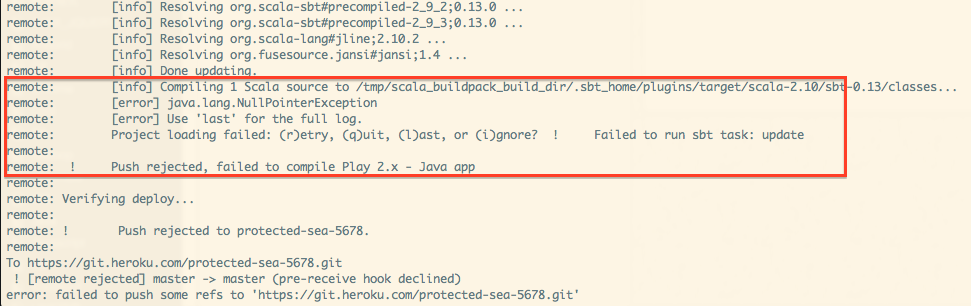 remote:        [info] Resolving org.scala-sbt#precompiled-2_9_2;0.13.0 ...
remote:        [info] Resolving org.scala-sbt#precompiled-2_9_3;0.13.0 ...
remote:        [info] Resolving org.scala-lang#jline;2.10.2 ...
remote:        [info] Resolving org.fusesource.jansi#jansi;1.4 ...
remote:        [info] Done updating.
remote:        [info] Compiling 1 Scala source to /tmp/scala_buildpack_build_dir/.sbt_home/plugins/target/scala-2.10/sbt-0.13/classes...
remote:        [error] java.lang.NullPointerException
remote:        [error] Use 'last' for the full log.
remote:        Project loading failed: (r)etry, (q)uit, (l)ast, or (i)gnore?  !     Failed to run sbt task: update
remote:
remote:  !     Push rejected, failed to compile Play 2.x - Java app
remote:
remote: Verifying deploy...
remote:
remote: !       Push rejected to protected-sea-5678.
remote:
To https://git.heroku.com/protected-sea-5678.git
 ! [remote rejected] master -> master (pre-receive hook declined)
error: failed to push some refs to 'https://git.heroku.com/protected-sea-5678.git'